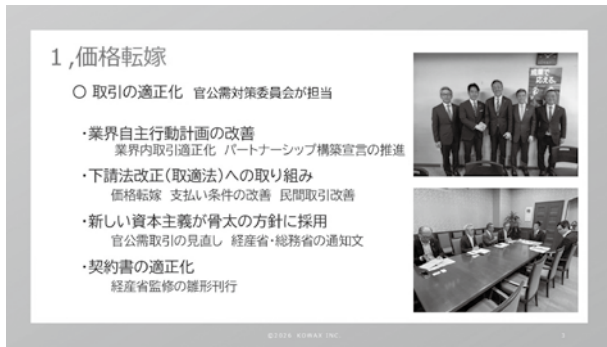 1,価格転嫁
〇 取引の適正化 官公需対策委員会が担当
・業界自主行動計画の改善
業界内取引適正化 パートナーシップ構築宣言の推進
・下請法改正(取適法)への取り組み
価格転嫁 支払い条件の改善 民間取引改善
・新しい資本主義が骨太の方針に採用
官公需取引の見直し 経産省・総務省の通知文
・契約書の適正化
経産省監修の雛形刊行
成果で
応える。
©2026 KOWAX INC.
3